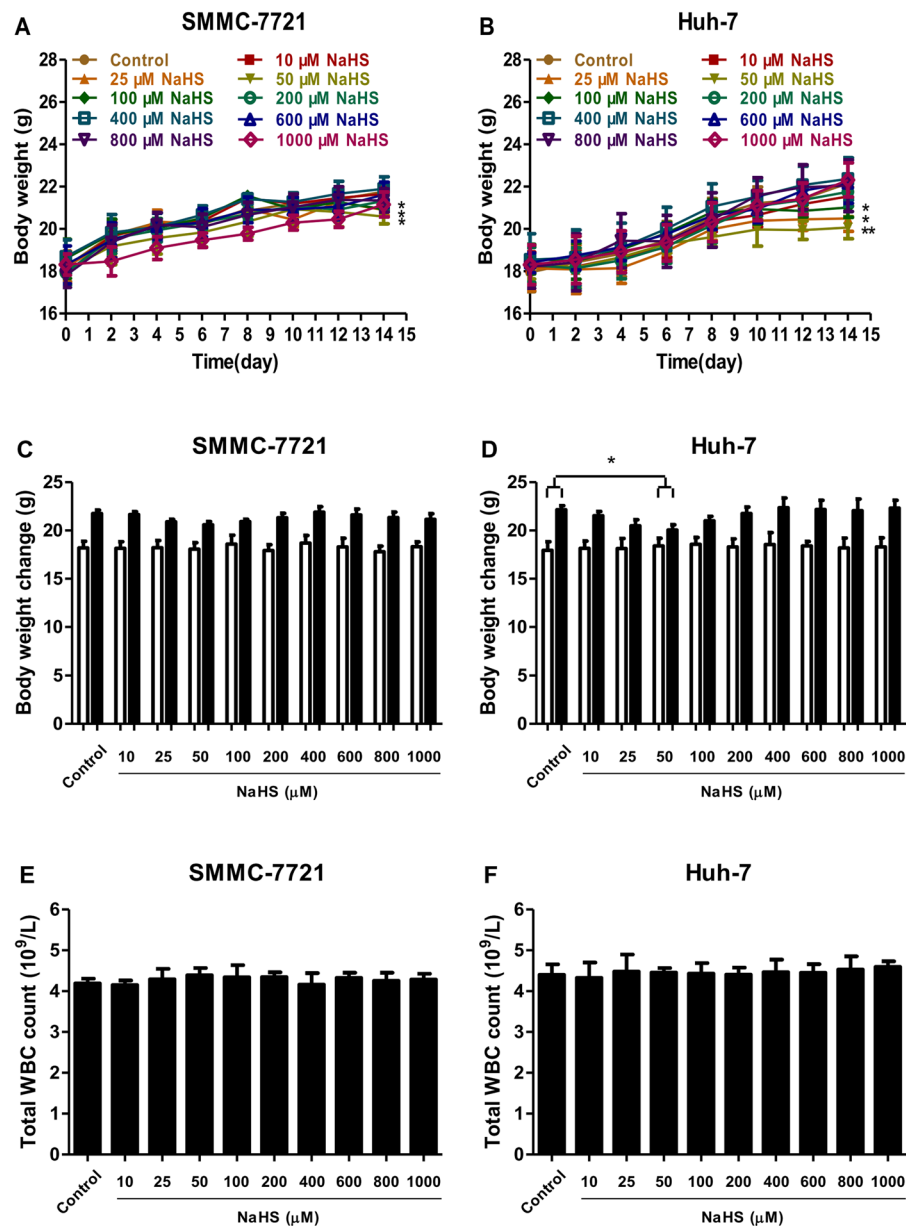 A
SMMC-7721
Body weight (g)
28
26
24
22
20
18
16
Control
10 µM NaHS
25 µM NaHS
50 µM NaHS
100 µM NaHS
200 µM NaHS
400 µM NaHS
600 µM NaHS
800 µM NaHS
1000 µM NaHS
*
*
*
0 1 2 3 4 5 6 7 8 9 10 11 12 13 14 15
Time(day)
B
Huh-7
Body weight (g)
28
26
24
22
20
18
16
Control
10 µM NaHS
25 µM NaHS
50 µM NaHS
100 µM NaHS
200 µM NaHS
400 µM NaHS
600 µM NaHS
800 µM NaHS
1000 µM NaHS
*
*
**
0 1 2 3 4 5 6 7 8 9 10 11 12 13 14 15
Time(day)
C
SMMC-7721
Body weight change (g)
25
20
15
10
5
0
Control 10 25 50 100 200 400 600 800 1000
NaHS (µM)
D
Huh-7
Body weight change (g)
25
20
15
10
5
0
*
Control 10 25 50 100 200 400 600 800 1000
NaHS (µM)
E
SMMC-7721
Total WBC count (10⁹/L)
6
5
4
3
2
1
0
Control 10 25 50 100 200 400 600 800 1000
NaHS (µM)
F
Huh-7
Total WBC count (10⁹/L)
6
5
4
3
2
1
0
Control 10 25 50 100 200 400 600 800 1000
NaHS (µM)